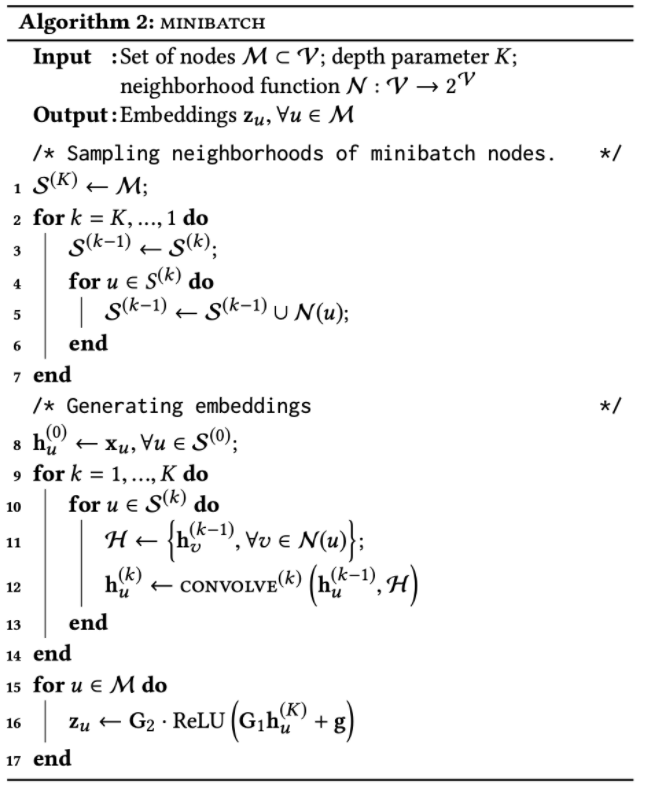 Algorithm 2: MINIBATCH
Input :Set of nodes 𝓜 ⊂ 𝓥; depth parameter K;
neighborhood function 𝓝 : 𝓥 → 2^𝓥
Output:Embeddings z_u, ∀u ∈ 𝓜
/* Sampling neighborhoods of minibatch nodes. */
1 𝓢^(K) ← 𝓜;
2 for k = K, ..., 1 do
3 𝓢^(k−1) ← 𝓢^(k);
4 for u ∈ S^(k) do
5 𝓢^(k−1) ← 𝓢^(k−1) ∪ 𝓝(u);
6 end
7 end
/* Generating embeddings */
8 h_u^(0) ← x_u, ∀u ∈ 𝓢^(0);
9 for k = 1, ..., K do
10 for u ∈ 𝓢^(k) do
11 𝓗 ← {h_v^(k−1), ∀v ∈ 𝓝(u)};
12 h_u^(k) ← CONVOLVE^(k) (h_u^(k−1), 𝓗)
13 end
14 end
15 for u ∈ 𝓜 do
16 z_u ← G_2 · ReLU (G_1 h_u^(K) + g)
17 end